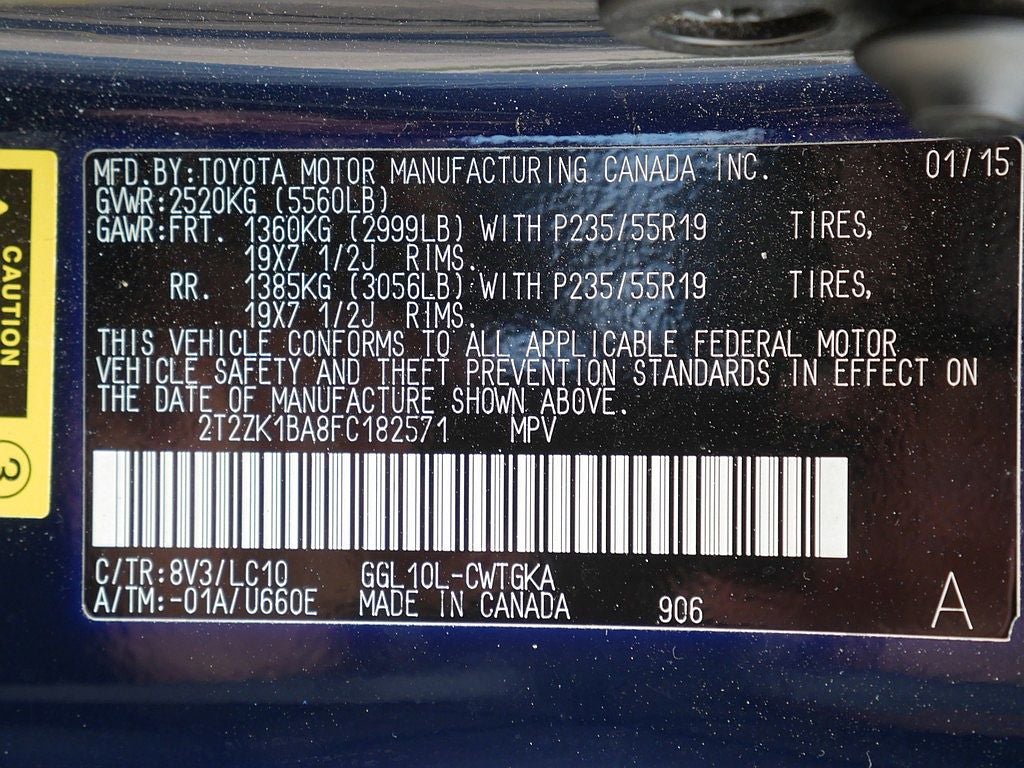 MFD.BY:TOYOTA MOTOR MANUFACTURING CANADA INC. 01/15
GVWR:2520KG (5560LB)
GAWR:FRT. 1360KG (2999LB) WITH P235/55R19 TIRES,
19X7 1/2J RIMS.
RR. 1385KG (3056LB) WITH P235/55R19 TIRES,
19X7 1/2J RIMS.
THIS VEHICLE CONFORMS TO ALL APPLICABLE FEDERAL MOTOR
VEHICLE SAFETY AND THEFT PREVENTION STANDARDS IN EFFECT ON
THE DATE OF MANUFACTURE SHOWN ABOVE.
2T2ZK1BA8FC182571 MPV
C/TR:8V3/LC10 GGL10L-CWTGKA
A/TM:-01A/U660E MADE IN CANADA 906 A
CAUTION
3